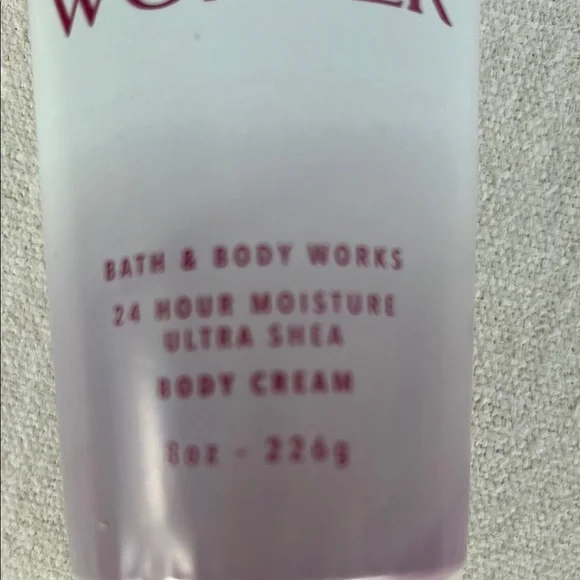 BATH & BODY WORKS
24 HOUR MOISTURE
ULTRA SHEA
BODY CREAM
8oz - 226g